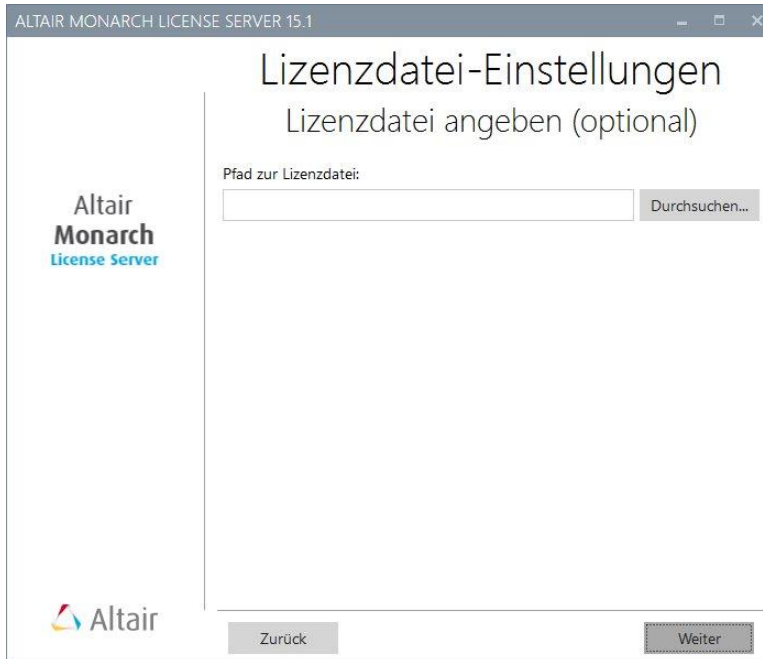 ALTAIR MONARCH LICENSE SERVER 15.1
Lizenzdatei-Einstellungen
Lizenzdatei angeben (optional)
Pfad zur Lizenzdatei:
Durchsuchen...
Altair
Monarch
License Server
Altair
Zurück
Weiter